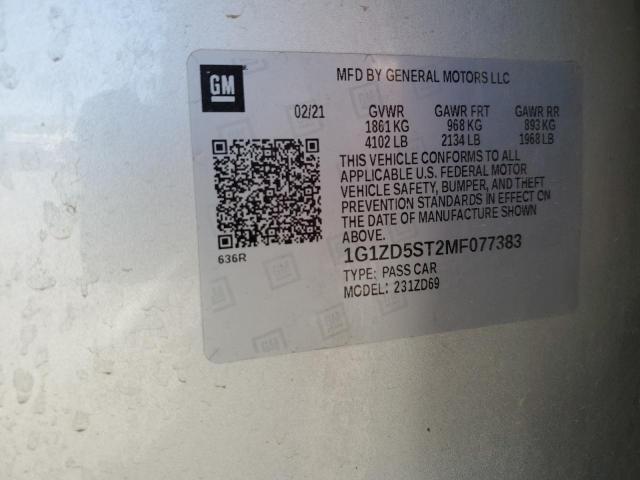 GM
MFD BY GENERAL MOTORS LLC
02/21 GVWR GAWR FRT GAWR RR
1861 KG 968 KG 893 KG
4102 LB 2134 LB 1968 LB
THIS VEHICLE CONFORMS TO ALL
APPLICABLE U.S. FEDERAL MOTOR
VEHICLE SAFETY, BUMPER, AND THEFT
PREVENTION STANDARDS IN EFFECT ON
THE DATE OF MANUFACTURE SHOWN
ABOVE.
636R
1G1ZD5ST2MF077383
TYPE: PASS CAR
MODEL: 231ZD69